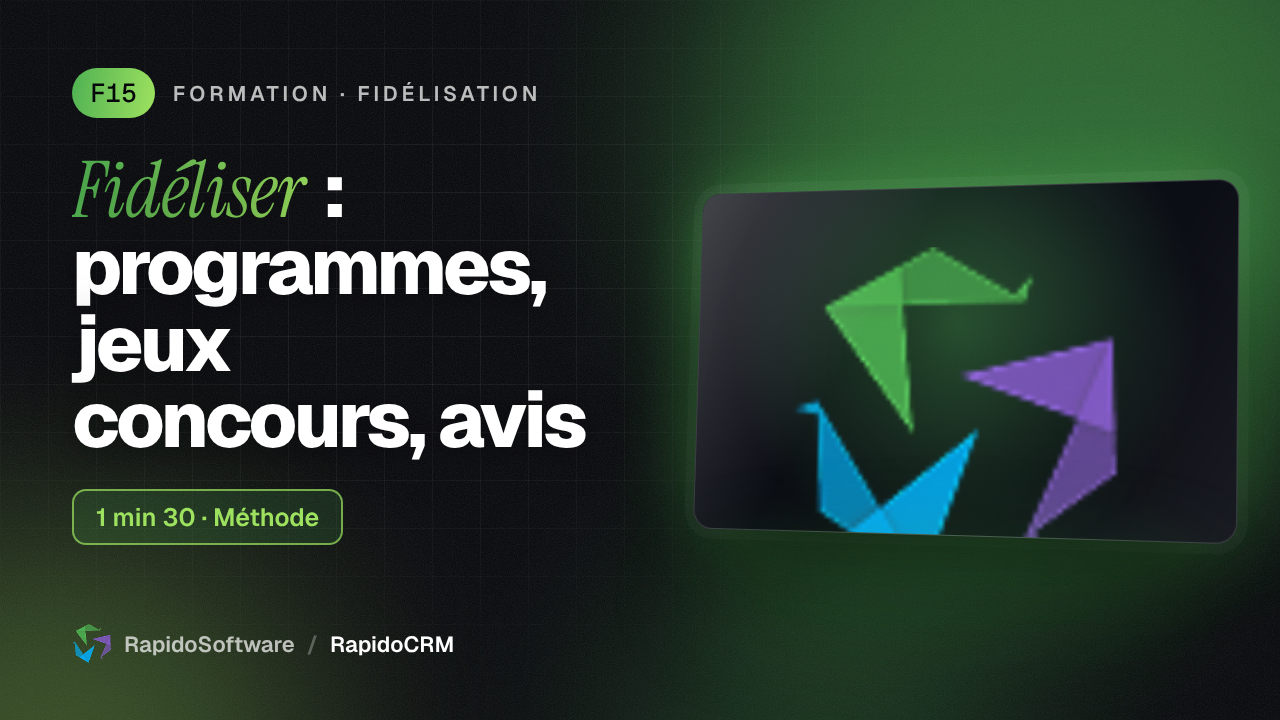 F15 FORMATION · FIDÉLISATION
Fidéliser :
programmes,
jeux
concours, avis
1 min 30 · Méthode
RapidoSoftware / RapidoCRM